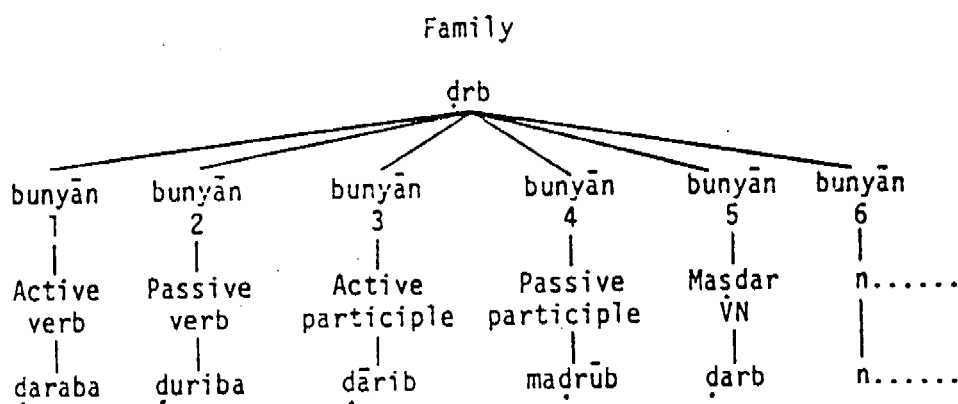 Family
ḍrb
bunyān bunyān bunyān bunyān bunyān bunyān
1 2 3 4 5 6
Active Passive Active Passive Maṣdar n......
verb verb participle participle VN
ḍaraba ḍuriba ḍārib maḍrūb ḍarb n......